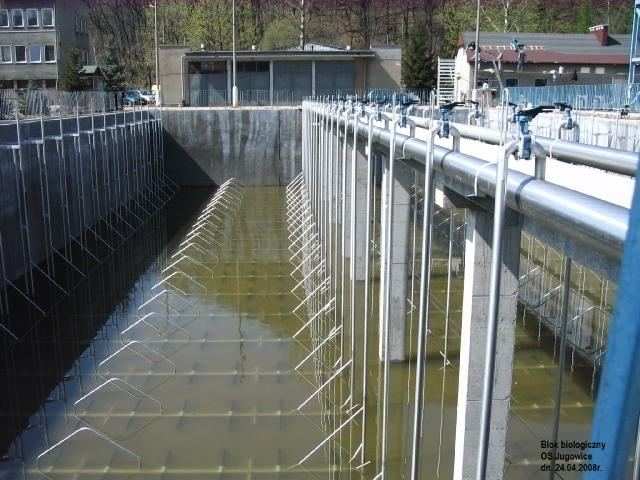 Blok biologiczny
OS Jugowice
dn. 24.04.2008r.